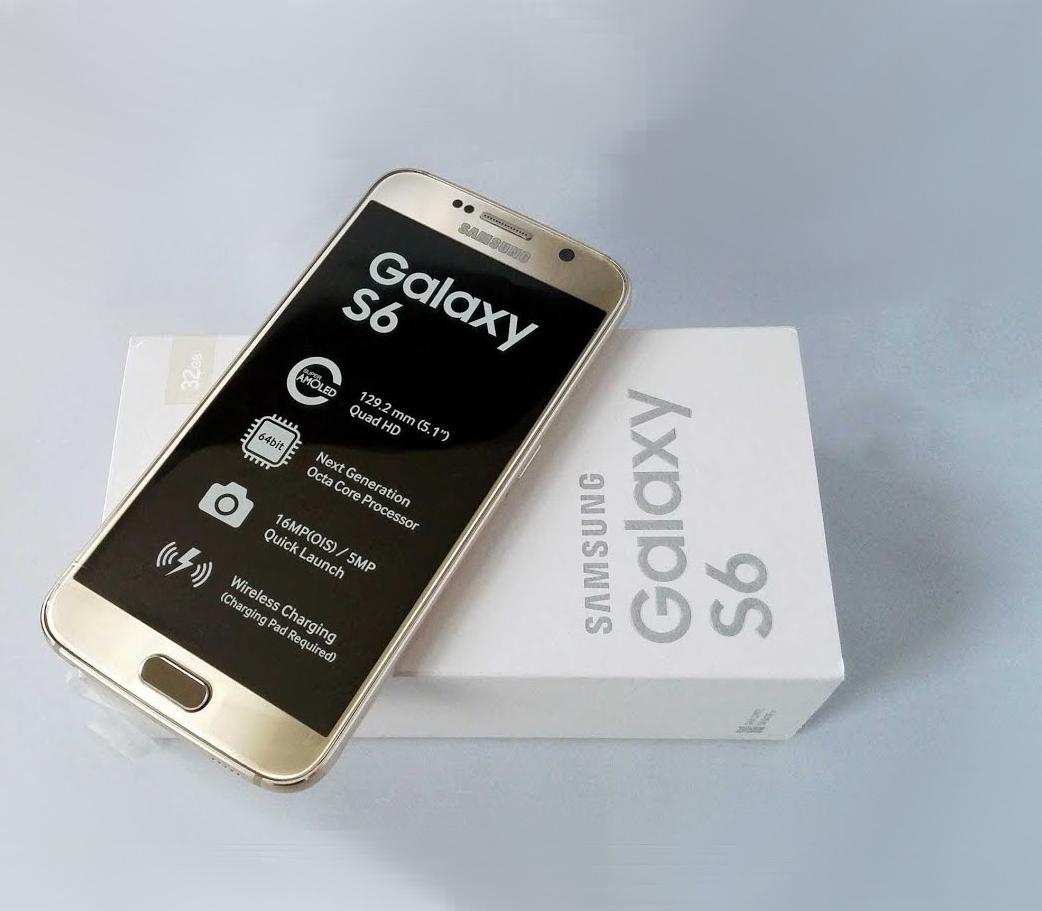 SAMSUNG
Galaxy
S6
SUPER
AMOLED
129.2 mm (5.1")
Quad HD
64bit
Next Generation
Octa Core Processor
16MP(OIS) / 5MP
Quick Launch
Wireless Charging
(Charging Pad Required)
32GB
SAMSUNG
Galaxy
S6